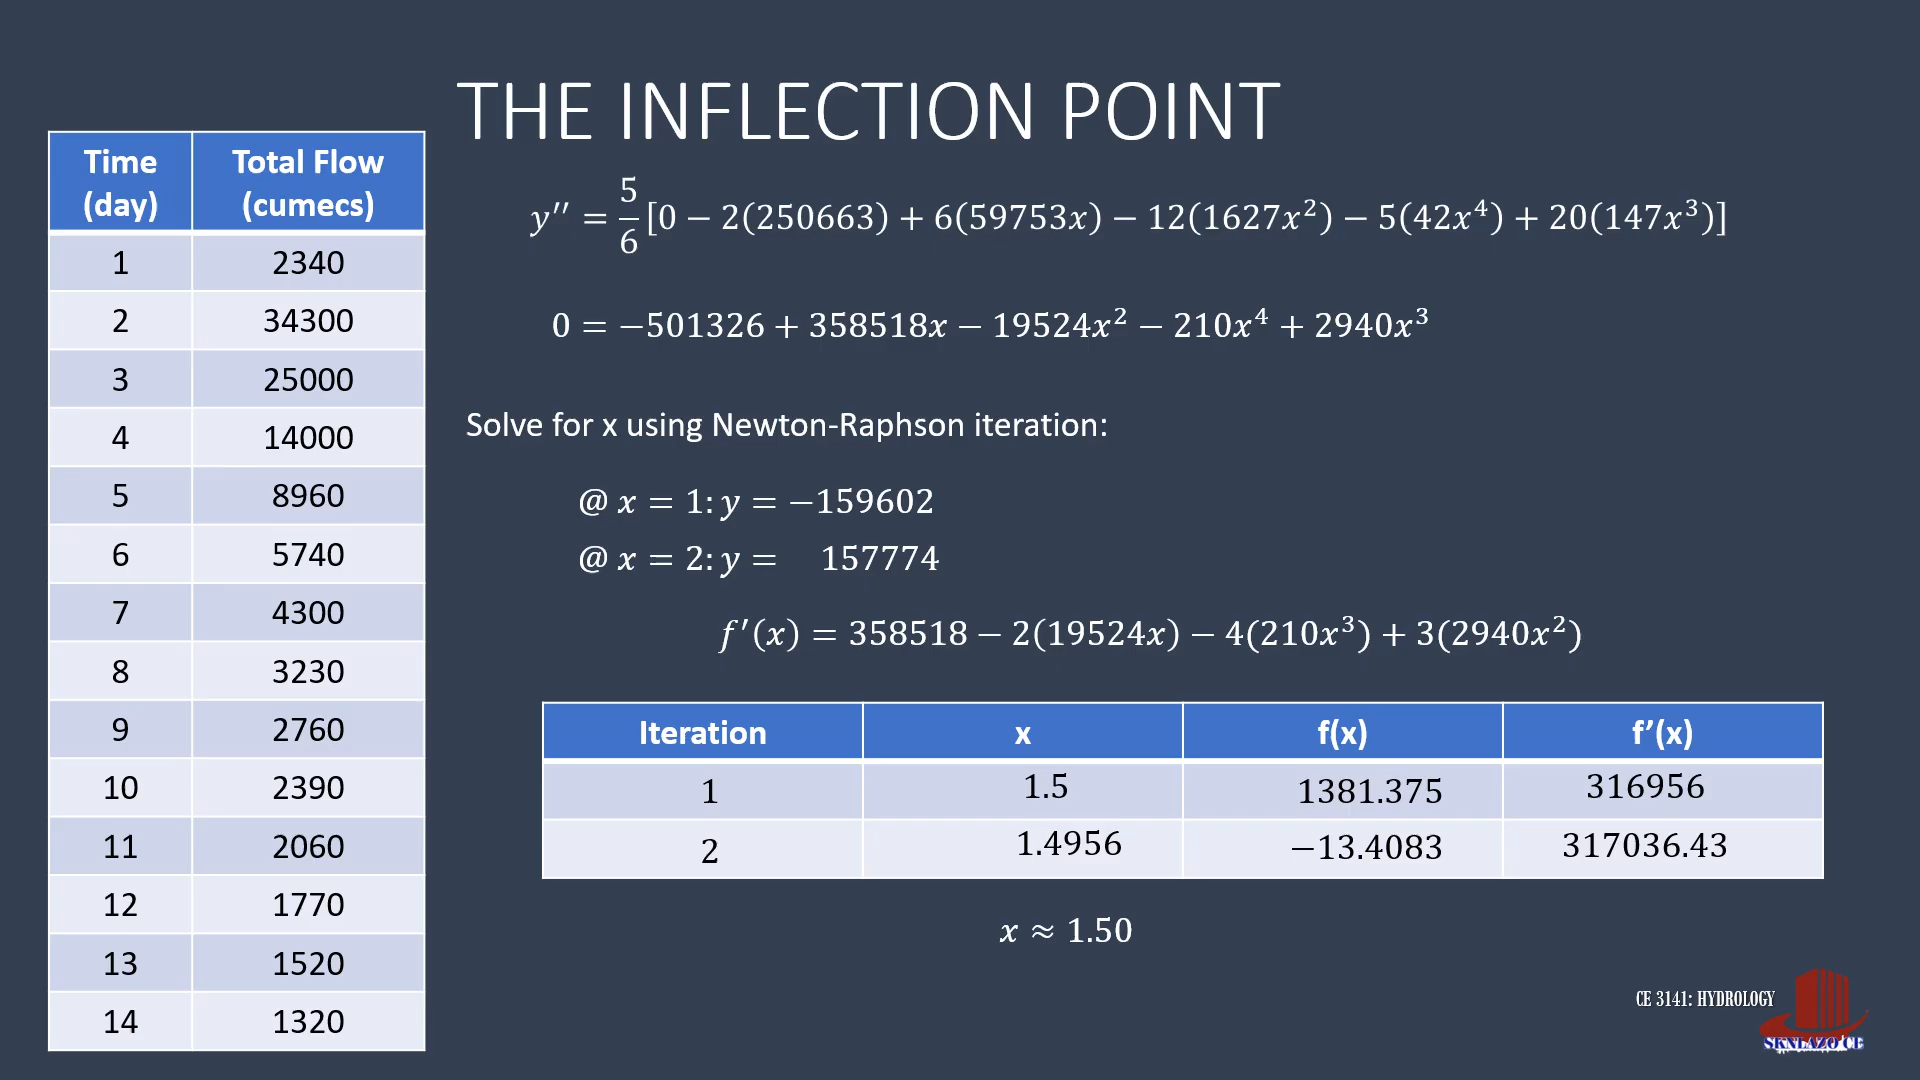 THE INFLECTION POINT
Time (day) Total Flow (cumecs)
1 2340
2 34300
3 25000
4 14000
5 8960
6 5740
7 4300
8 3230
9 2760
10 2390
11 2060
12 1770
13 1520
14 1320
y′′ = 5/6 [0 − 2(250663) + 6(59753x) − 12(1627x²) − 5(42x⁴) + 20(147x³)]
0 = −501326 + 358518x − 19524x² − 210x⁴ + 2940x³
Solve for x using Newton-Raphson iteration:
@ x = 1: y = −159602
@ x = 2: y = 157774
f′(x) = 358518 − 2(19524x) − 4(210x³) + 3(2940x²)
Iteration x f(x) f’(x)
1 1.5 1381.375 316956
2 1.4956 −13.4083 317036.43
x ≈ 1.50
CE 3141: HYDROLOGY
SKNLAZO CE